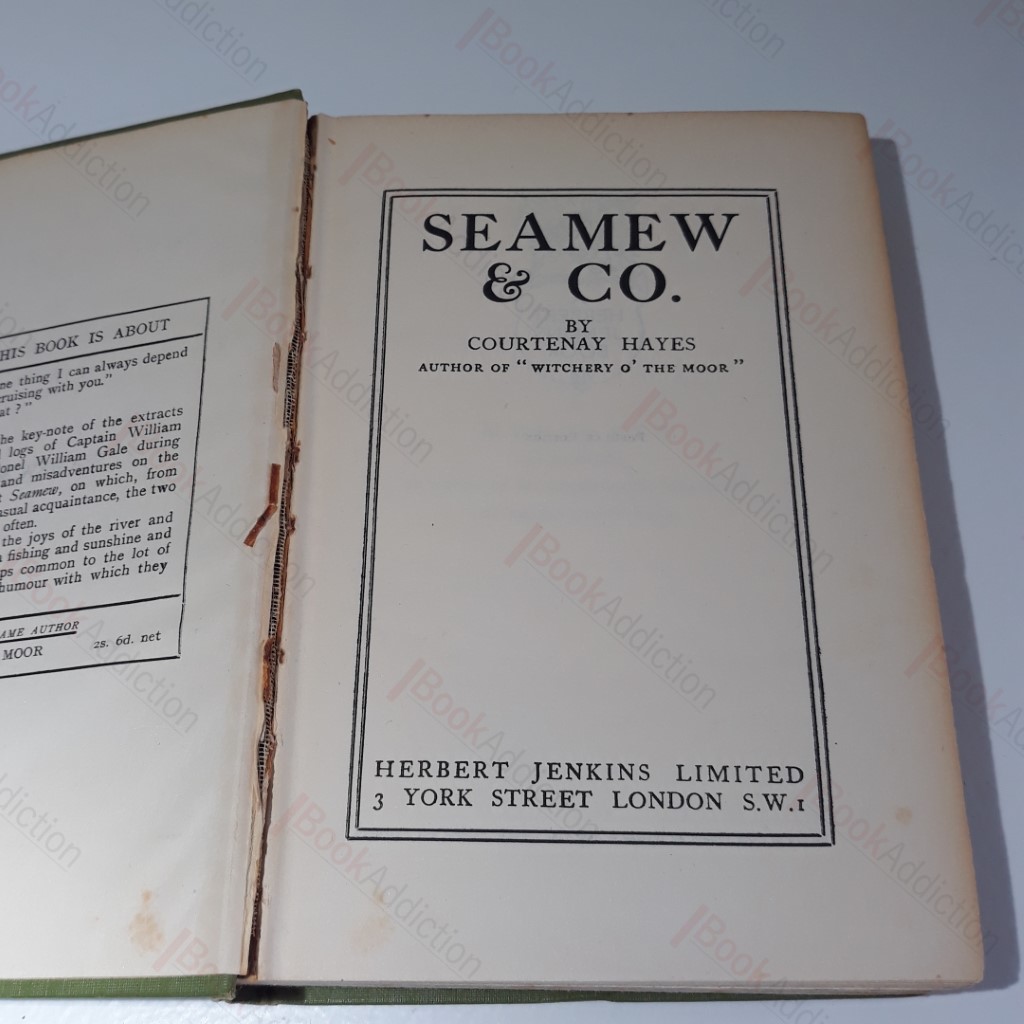 HIS BOOK IS ABOUT
ne thing I can always depend
ruising with you."
at ? "
he key-note of the extracts
logs of Captain William
onel William Gale during
and misadventures on the
Seamew, on which, from
sual acquaintance, the two
often.
the joys of the river and
fishing and sunshine and
ps common to the lot of
humour with which they
AME AUTHOR
MOOR 2s. 6d. net
SEAMEW
& CO.
BY
COURTENAY HAYES
AUTHOR OF "WITCHERY O' THE MOOR"
HERBERT JENKINS LIMITED
3 YORK STREET LONDON S.W.1
BookAddiction